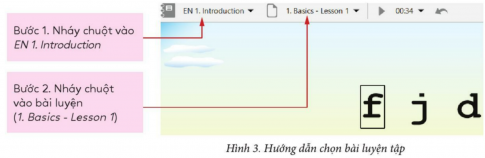 EN 1. Introduction
1. Basics - Lesson 1
00:34
Bước 1. Nháy chuột vào
EN 1. Introduction
Bước 2. Nháy chuột
vào bài luyện
(1. Basics - Lesson 1)
f j d
Hình 3. Hướng dẫn chọn bài luyện tập